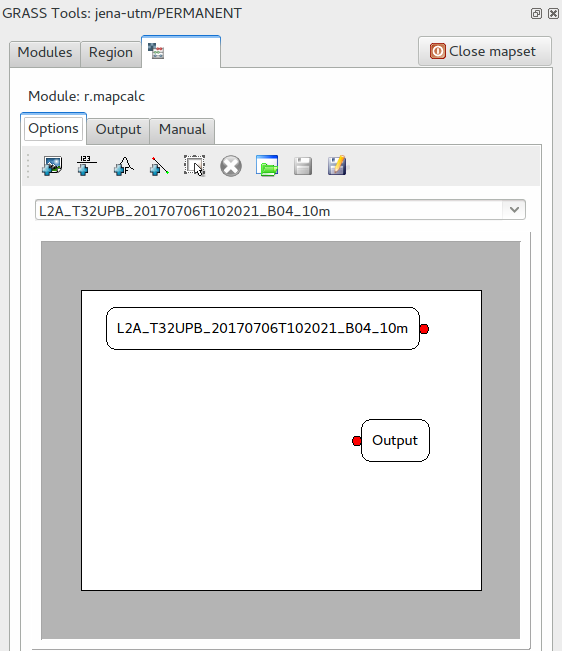 GRASS Tools: jena-utm/PERMANENT
Modules Region Close mapset
Module: r.mapcalc
Options Output Manual
123
L2A_T32UPB_20170706T102021_B04_10m
L2A_T32UPB_20170706T102021_B04_10m
Output